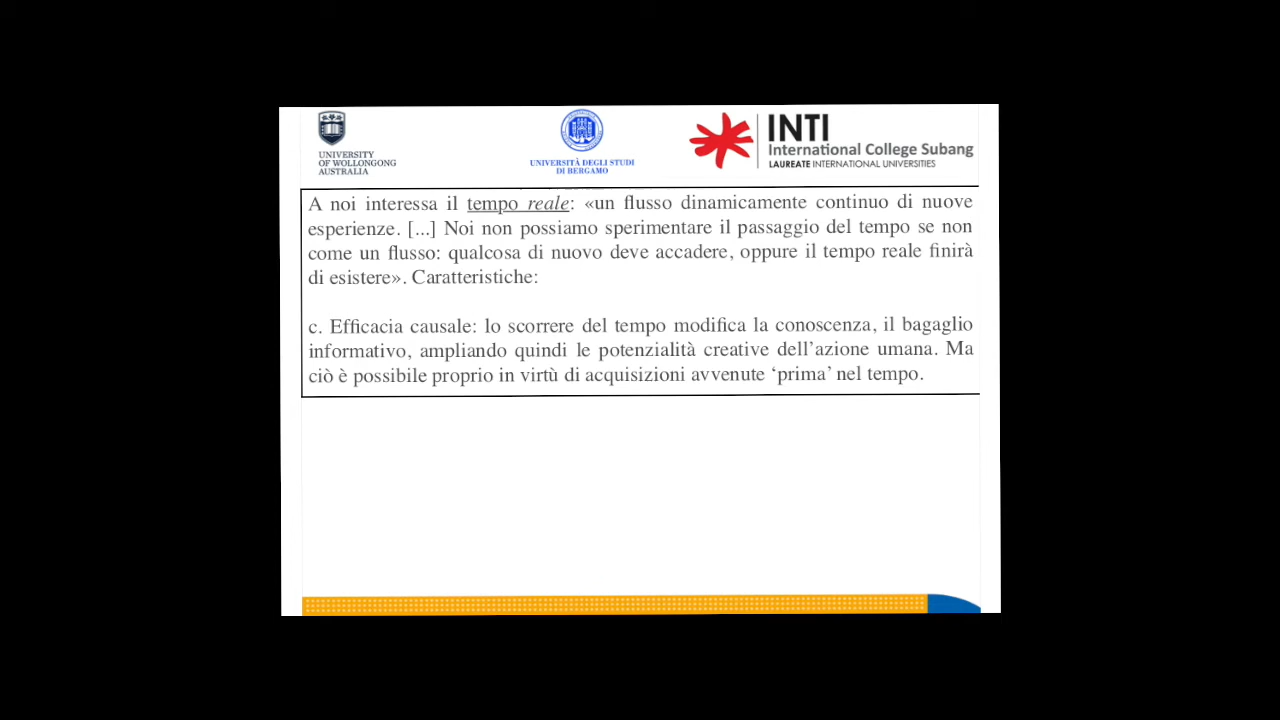 UNIVERSITY
OF WOLLONGONG
AUSTRALIA
UNIVERSITÀ DEGLI STUDI
DI BERGAMO
INTI
International College Subang
LAUREATE INTERNATIONAL UNIVERSITIES
A noi interessa il tempo reale: «un flusso dinamicamente continuo di nuove
esperienze. [...] Noi non possiamo sperimentare il passaggio del tempo se non
come un flusso: qualcosa di nuovo deve accadere, oppure il tempo reale finirà
di esistere». Caratteristiche:
c. Efficacia causale: lo scorrere del tempo modifica la conoscenza, il bagaglio
informativo, ampliando quindi le potenzialità creative dell’azione umana. Ma
ciò è possibile proprio in virtù di acquisizioni avvenute ‘prima’ nel tempo.